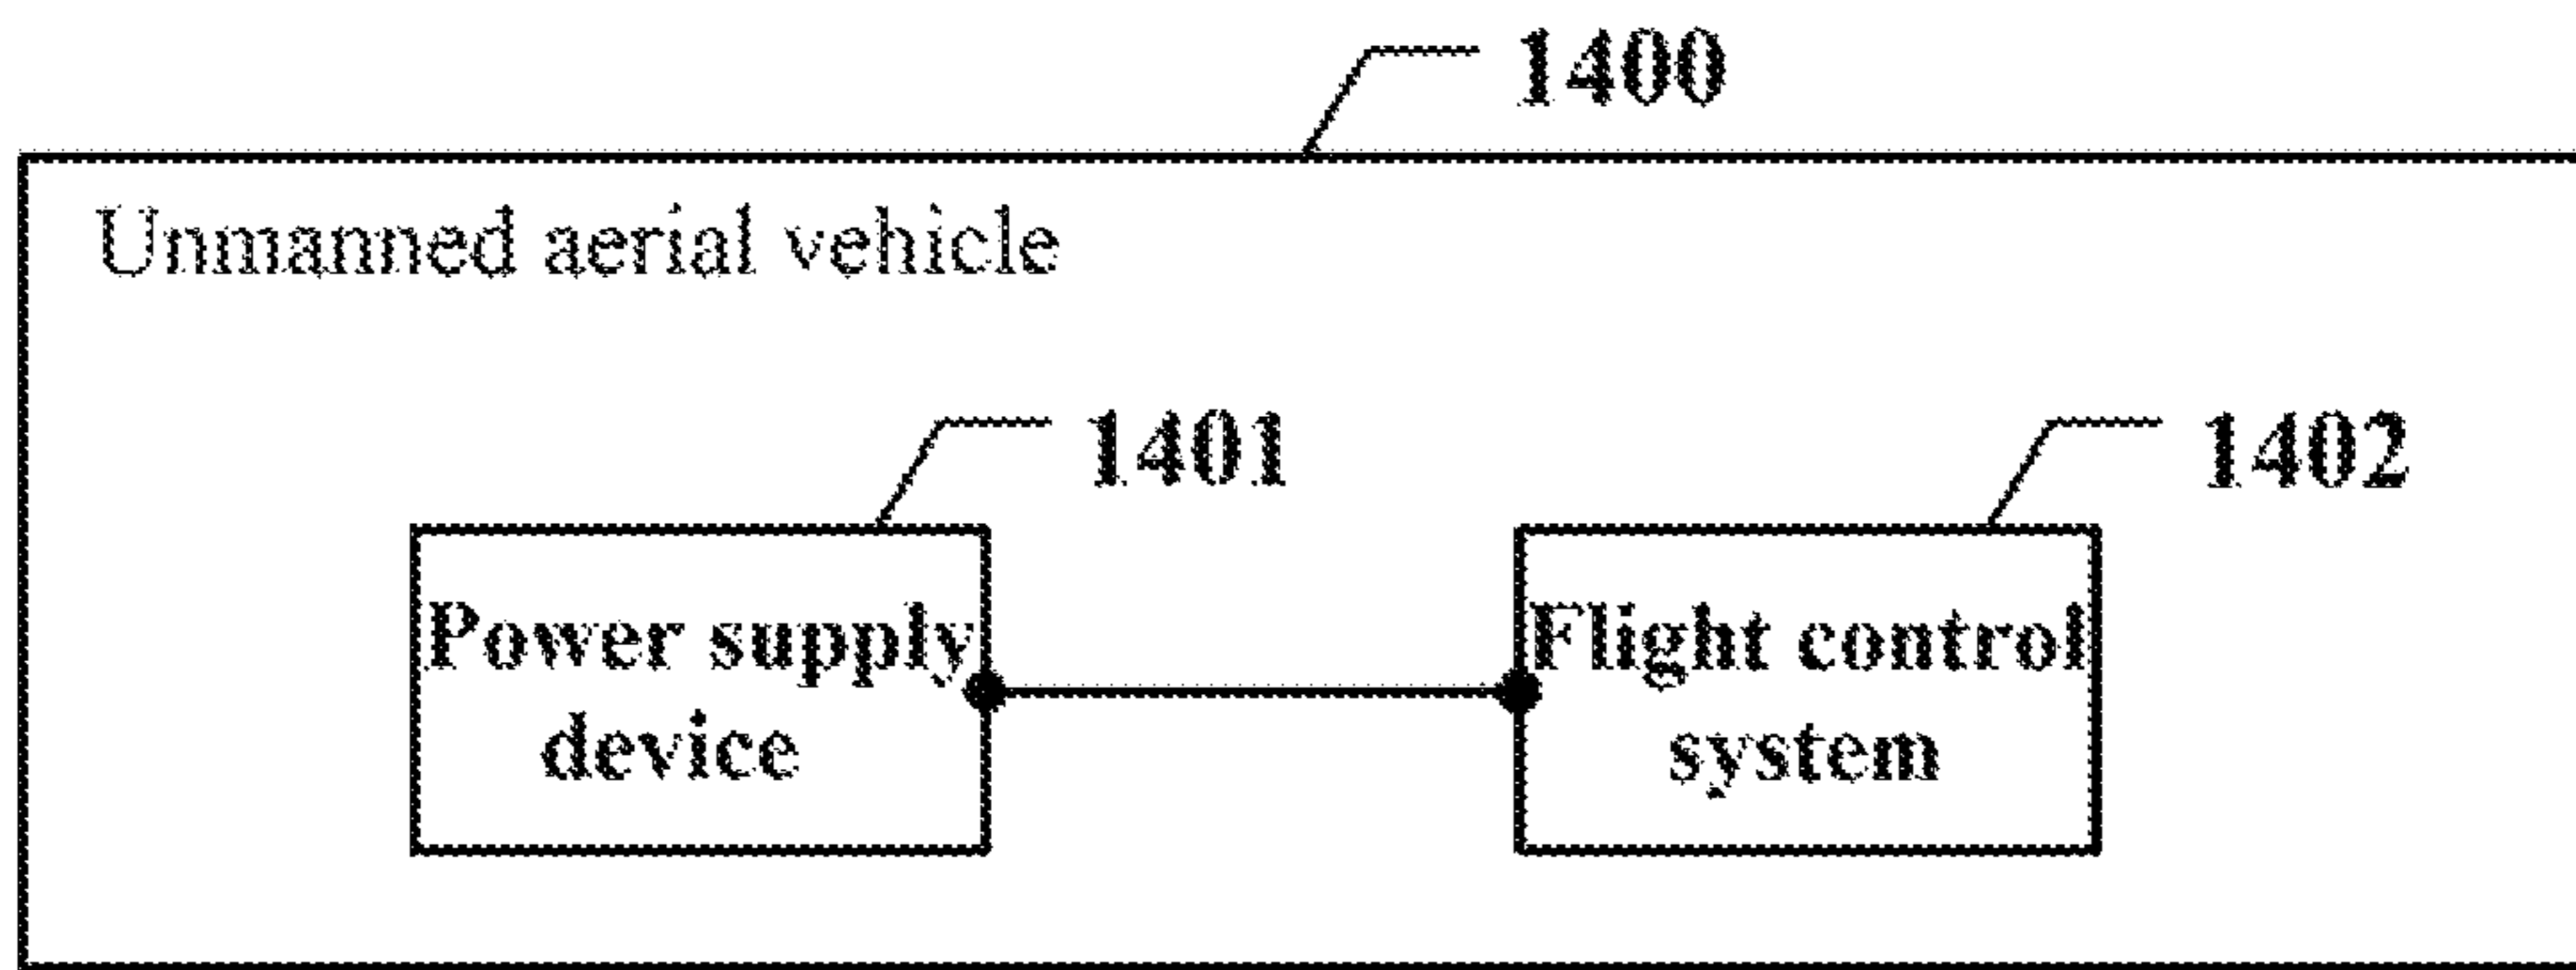 1400
Unmanned aerial vehicle
1401
1402
Power supply
device
Flight control
system